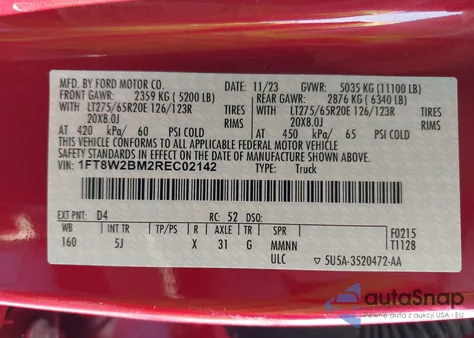 MFD. BY FORD MOTOR CO. 11/23 GVWR: 5035 KG (11100 LB)
FRONT GAWR: 2359 KG ( 5200 LB) REAR GAWR: 2876 KG ( 6340 LB)
WITH LT275/65R20E 126/123R TIRES WITH LT275/65R20E 126/123R TIRES
20X8.0J RIMS 20X8.0J
AT 420 kPa/ 60 PSI COLD AT 450 kPa/ 65 PSI COLD
THIS VEHICLE CONFORMS TO ALL APPLICABLE FEDERAL MOTOR VEHICLE
SAFETY STANDARDS IN EFFECT ON THE DATE OF MANUFACTURE SHOWN ABOVE.
VIN: 1FT8W2BM2REC02142 TYPE: Truck
EXT PNT: D4 RC: 52 DSO:
WB INT TR TP/PS R AXLE TR SPR F0215
160 5J X 31 G MMNN T1128
ULC 5U5A-3520472-AA
autoSnap
Auta z aukcji USA i EU